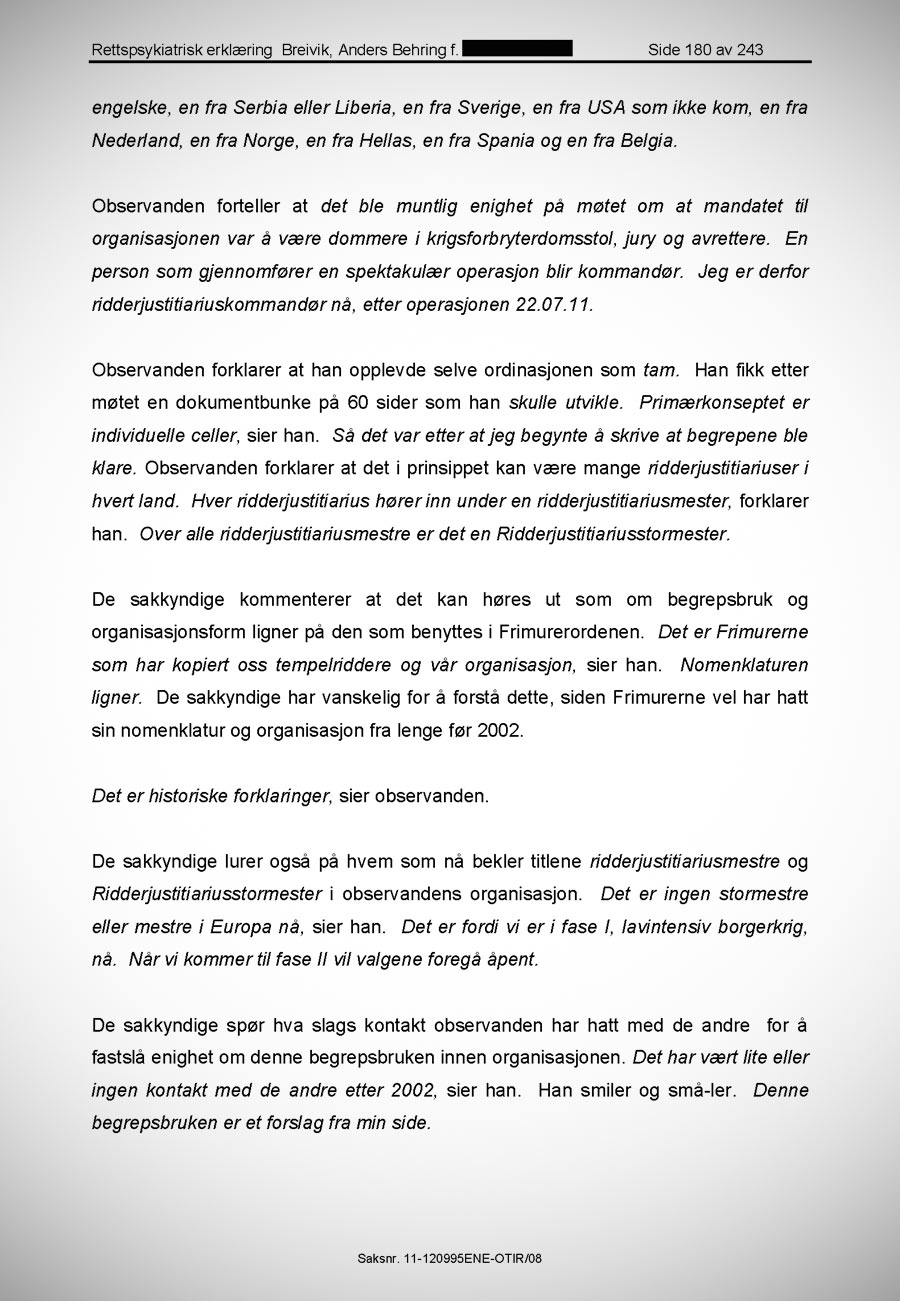 Rettspsykiatrisk erklæring Breivik, Anders Behring f. Side 180 av 243
engelske, en fra Serbia eller Liberia, en fra Sverige, en fra USA som ikke kom, en fra
Nederland, en fra Norge, en fra Hellas, en fra Spania og en fra Belgia.
Observanden forteller at det ble muntlig enighet på møtet om at mandatet til
organisasjonen var å være dommere i krigsforbryterdomsstol, jury og avrettere. En
person som gjennomfører en spektakulær operasjon blir kommandør. Jeg er derfor
ridderjustitiariuskommandør nå, etter operasjonen 22.07.11.
Observanden forklarer at han opplevde selve ordinasjonen som tam. Han fikk etter
møtet en dokumentbunke på 60 sider som han skulle utvikle. Primærkonseptet er
individuelle celler, sier han. Så det var etter at jeg begynte å skrive at begrepene ble
klare. Observanden forklarer at det i prinsippet kan være mange ridderjustitiariuser i
hvert land. Hver ridderjustitiarius hører inn under en ridderjustitiariusmester, forklarer
han. Over alle ridderjustitiariusmestre er det en Ridderjustitiariusstormester.
De sakkyndige kommenterer at det kan høres ut som om begrepsbruk og
organisasjonsform ligner på den som benyttes i Frimurerordenen. Det er Frimurerne
som har kopiert oss tempelriddere og vår organisasjon, sier han. Nomenklaturen
ligner. De sakkyndige har vanskelig for å forstå dette, siden Frimurerne vel har hatt
sin nomenklatur og organisasjon fra lenge før 2002.
Det er historiske forklaringer, sier observanden.
De sakkyndige lurer også på hvem som nå bekler titlene ridderjustitiariusmestre og
Ridderjustitiariusstormester i observandens organisasjon. Det er ingen stormestre
eller mestre i Europa nå, sier han. Det er fordi vi er i fase I, lavintensiv borgerkrig,
nå. Når vi kommer til fase II vil valgene foregå åpent.
De sakkyndige spør hva slags kontakt observanden har hatt med de andre for å
fastslå enighet om denne begrepsbruken innen organisasjonen. Det har vært lite eller
ingen kontakt med de andre etter 2002, sier han. Han smiler og små-ler. Denne
begrepsbruken er et forslag fra min side.
Saksnr. 11-120995ENE-OTIR/08